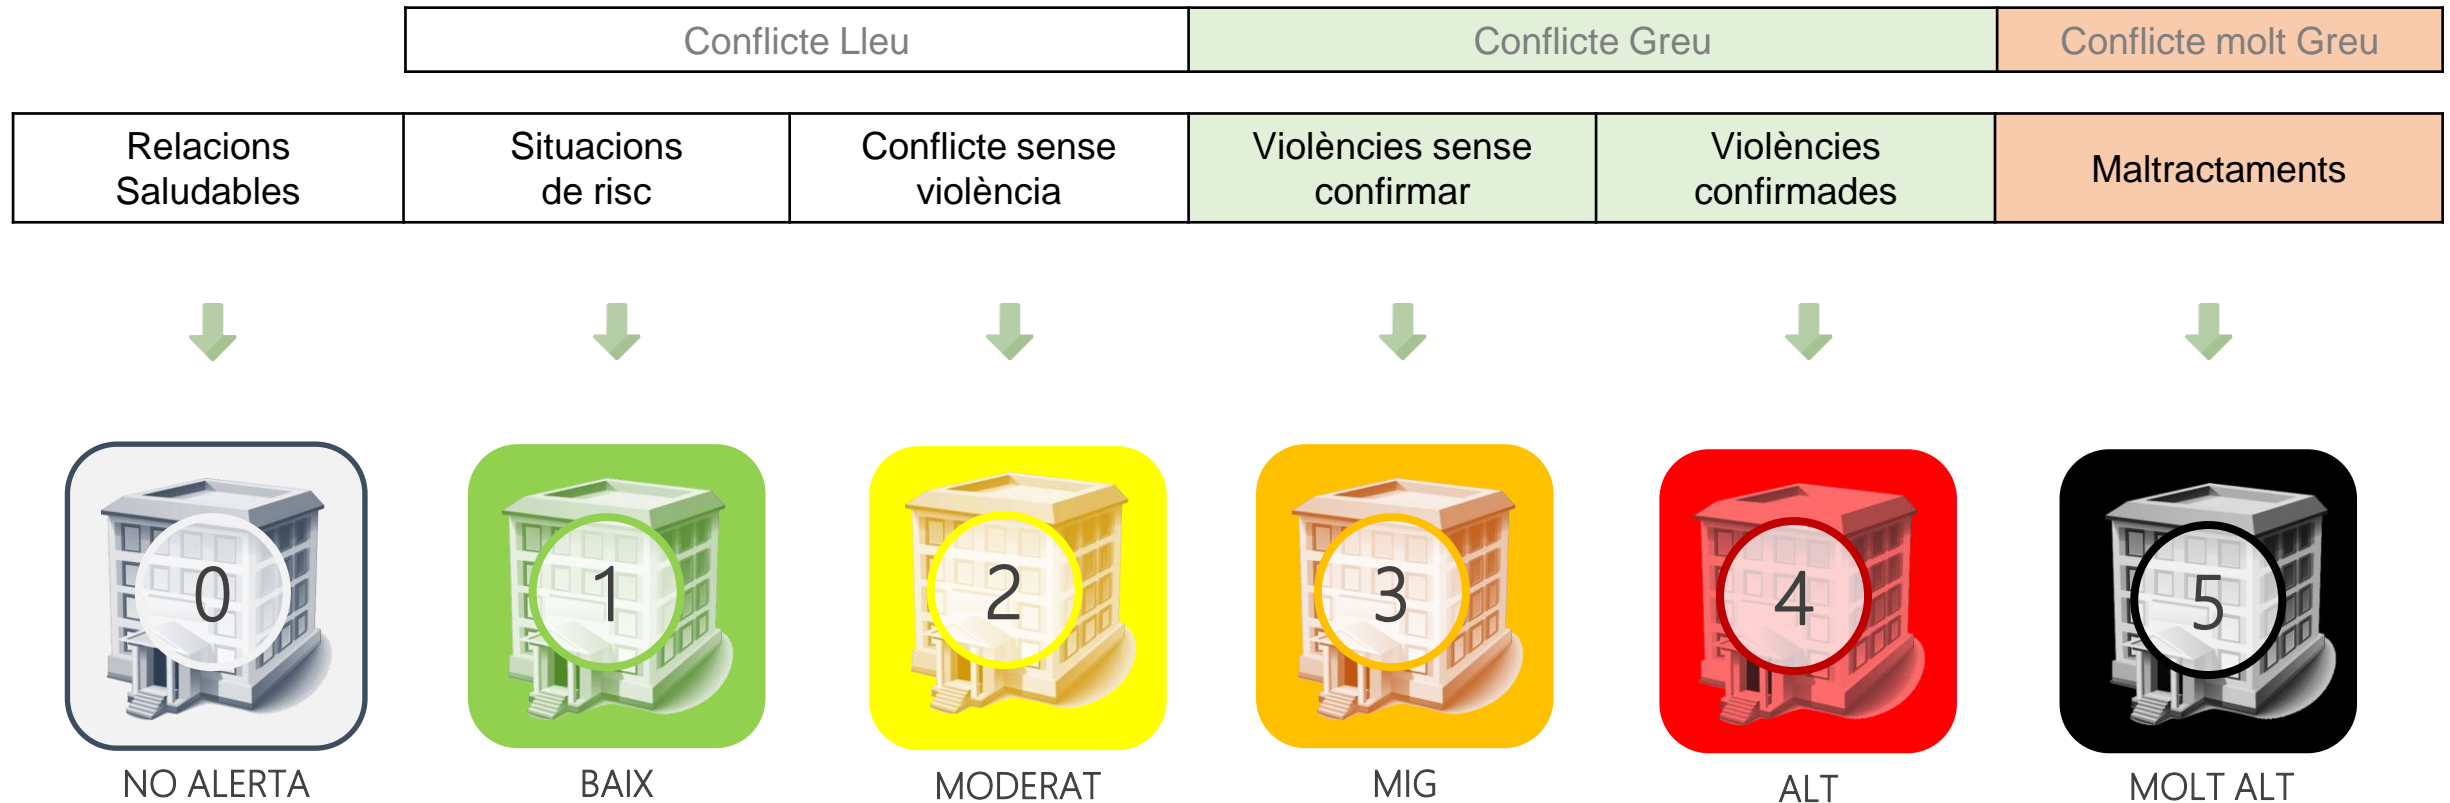 Conflicte Lleu
Conflicte Greu
Conflicte molt Greu
Relacions
Saludables
Situacions
de risc
Conflicte sense
violència
Violències sense
confirmar
Violències
confirmades
Maltractaments
0
1
2
3
4
5
NO ALERTA
BAIX
MODERAT
MIG
ALT
MOLT ALT